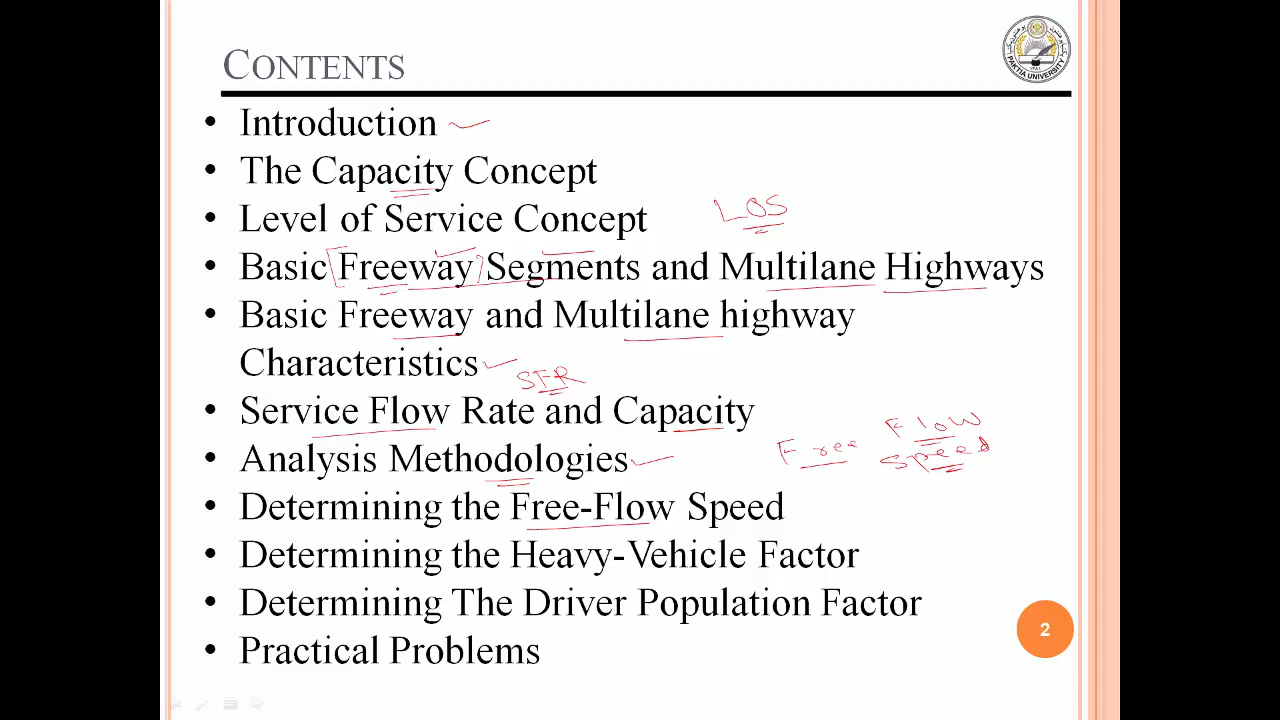 CONTENTS
PAKTIA UNIVERSITY
• Introduction
• The Capacity Concept
LOS
• Level of Service Concept
• Basic [Freeway] Segments and Multilane Highways
• Basic Freeway and Multilane highway
Characteristics
SFR
• Service Flow Rate and Capacity
Free Flow
Speed
• Analysis Methodologies
• Determining the Free-Flow Speed
• Determining the Heavy-Vehicle Factor
• Determining The Driver Population Factor
• Practical Problems
2